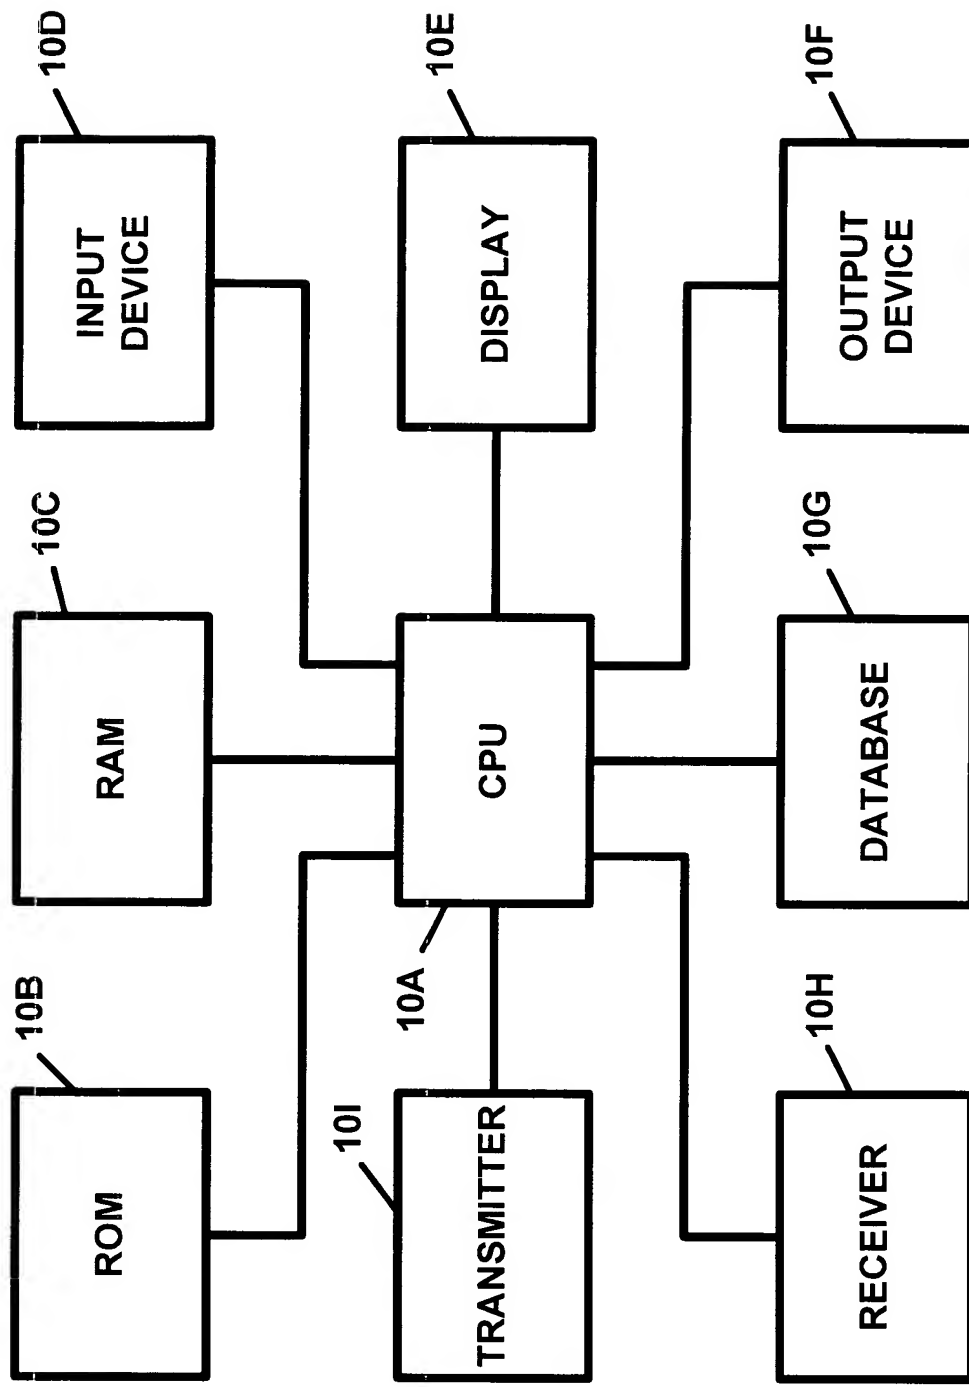 10B
ROM
10C
RAM
10D
INPUT
DEVICE
10I
TRANSMITTER
10A
CPU
10E
DISPLAY
10H
RECEIVER
10G
DATABASE
10F
OUTPUT
DEVICE